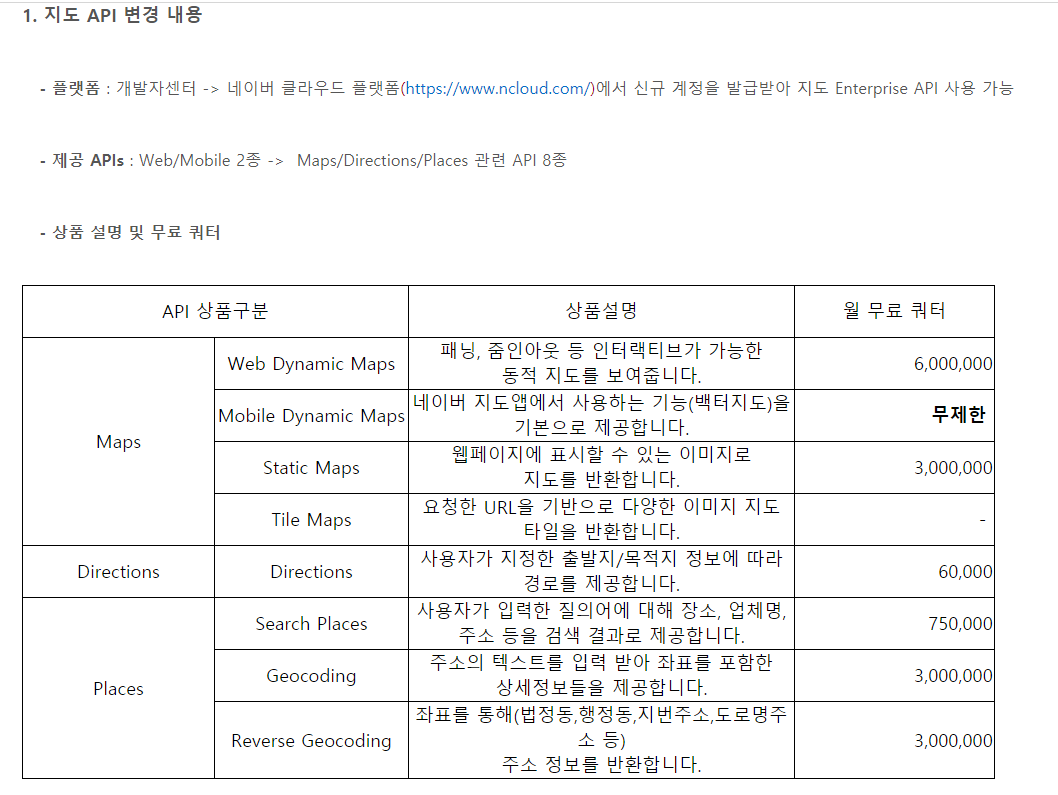 1. 지도 API 변경 내용
- 플랫폼 : 개발자센터 -> 네이버 클라우드 플랫폼(https://www.ncloud.com/)에서 신규 계정을 발급받아 지도 Enterprise API 사용 가능
- 제공 APIs : Web/Mobile 2종 -> Maps/Directions/Places 관련 API 8종
- 상품 설명 및 무료 쿼터
API 상품구분
상품설명
월 무료 쿼터
Maps
Web Dynamic Maps
패닝, 줌인아웃 등 인터랙티브가 가능한
동적 지도를 보여줍니다.
6,000,000
Mobile Dynamic Maps
네이버 지도앱에서 사용하는 기능(백터지도)을
기본으로 제공합니다.
무제한
Static Maps
웹페이지에 표시할 수 있는 이미지로
지도를 반환합니다.
3,000,000
Tile Maps
요청한 URL을 기반으로 다양한 이미지 지도
타일을 반환합니다.
-
Directions
Directions
사용자가 지정한 출발지/목적지 정보에 따라
경로를 제공합니다.
60,000
Places
Search Places
사용자가 입력한 질의어에 대해 장소, 업체명,
주소 등을 검색 결과로 제공합니다.
750,000
Geocoding
주소의 텍스트를 입력 받아 좌표를 포함한
상세정보들을 제공합니다.
3,000,000
Reverse Geocoding
좌표를 통해(법정동,행정동,지번주소,도로명주
소 등)
주소 정보를 반환합니다.
3,000,000